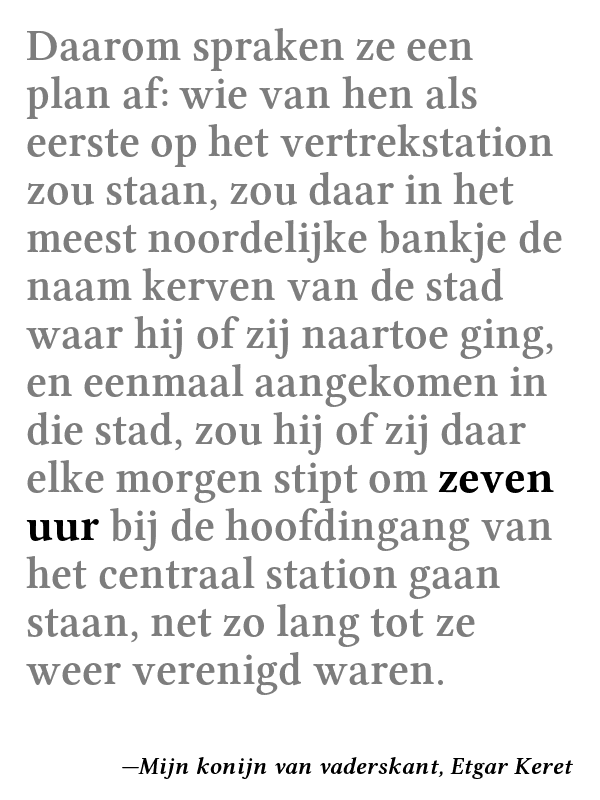 Daarom spraken ze een
plan af: wie van hen als
eerste op het vertrekstation
zou staan, zou daar in het
meest noordelijke bankje de
naam kerven van de stad
waar hij of zij naartoe ging,
en eenmaal aangekomen in
die stad, zou hij of zij daar
elke morgen stipt om zeven
uur bij de hoofdingang van
het centraal station gaan
staan, net zo lang tot ze
weer verenigd waren.
—Mijn konijn van vaderskant, Etgar Keret